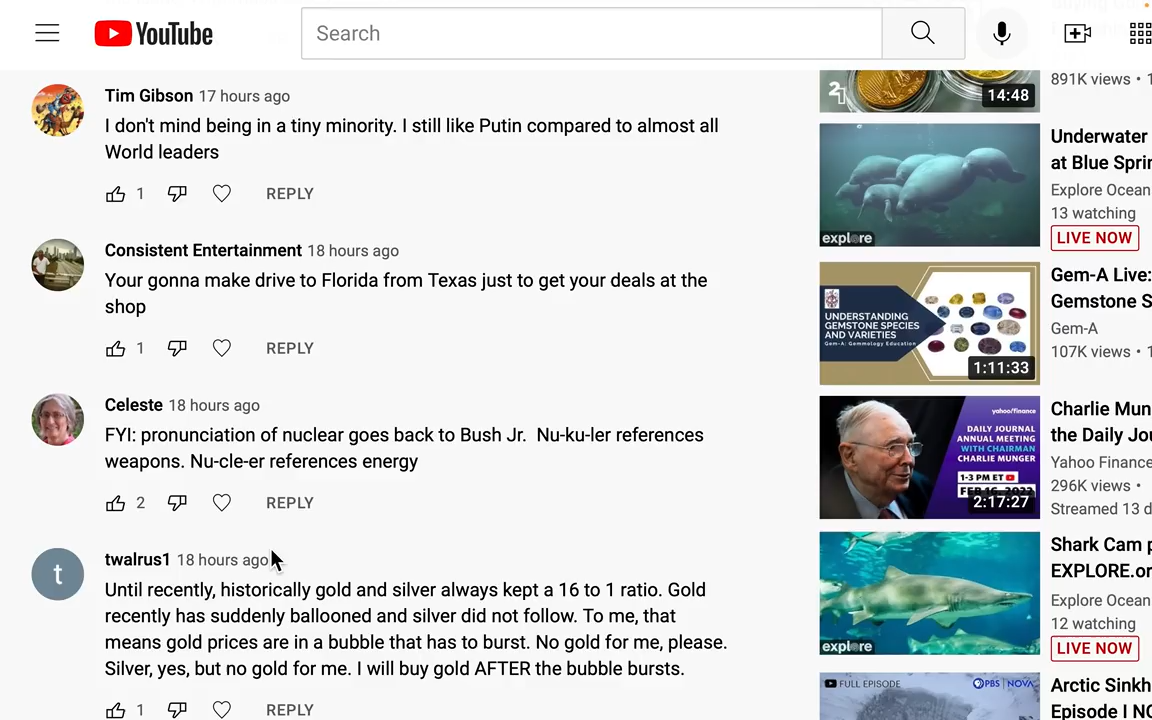 YouTube
Search
Tim Gibson 17 hours ago
I don't mind being in a tiny minority. I still like Putin compared to almost all
World leaders
1
REPLY
Consistent Entertainment 18 hours ago
Your gonna make drive to Florida from Texas just to get your deals at the
shop
1
REPLY
Celeste 18 hours ago
FYI: pronunciation of nuclear goes back to Bush Jr.  Nu-ku-ler references
weapons. Nu-cle-er references energy
2
REPLY
t
twalrus1 18 hours ago
Until recently, historically gold and silver always kept a 16 to 1 ratio. Gold
recently has suddenly ballooned and silver did not follow. To me, that
means gold prices are in a bubble that has to burst. No gold for me, please.
Silver, yes, but no gold for me. I will buy gold AFTER the bubble bursts.
1
REPLY
14:48
891K views • 1
explore
Underwater
at Blue Sprin
Explore Ocean
13 watching
LIVE NOW
UNDERSTANDING
GEMSTONE SPECIES
AND VARIETIES
Gem-A: Gemmology Education
1:11:33
Gem-A Live:
Gemstone S
Gem-A
107K views • 1
yahoo/finance
DAILY JOURNAL
ANNUAL MEETING
WITH CHAIRMAN
CHARLIE MUNGER
1-3 PM ET
FEB 16, 2022
2:17:27
Charlie Mun
the Daily Jou
Yahoo Finance
296K views •
Streamed 13 d
explore
Shark Cam p
EXPLORE.or
Explore Ocean
12 watching
LIVE NOW
FULL EPISODE
PBS NOVA
Arctic Sinkh
Episode I NO